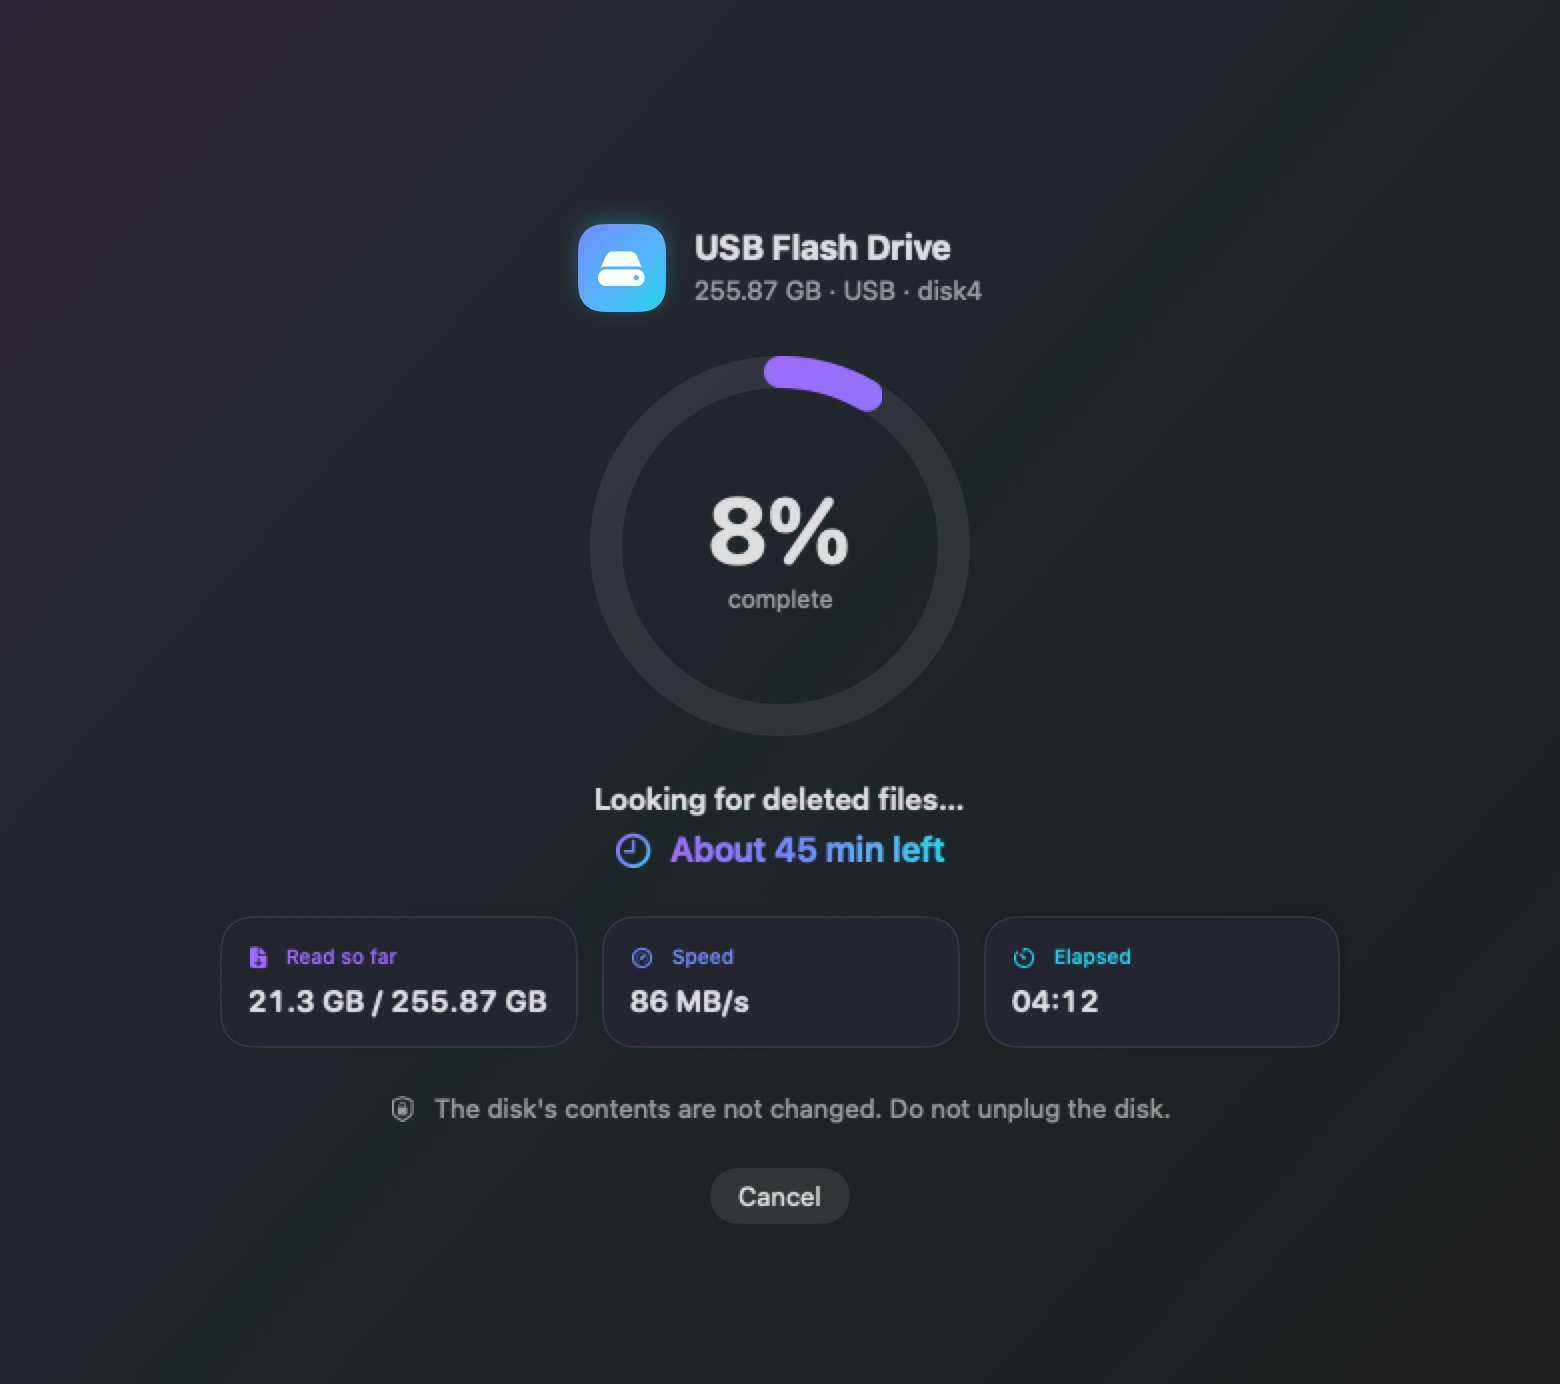 USB Flash Drive
255.87 GB · USB · disk4
8%
complete
Looking for deleted files...
About 45 min left
Read so far
21.3 GB / 255.87 GB
Speed
86 MB/s
Elapsed
04:12
The disk's contents are not changed. Do not unplug the disk.
Cancel